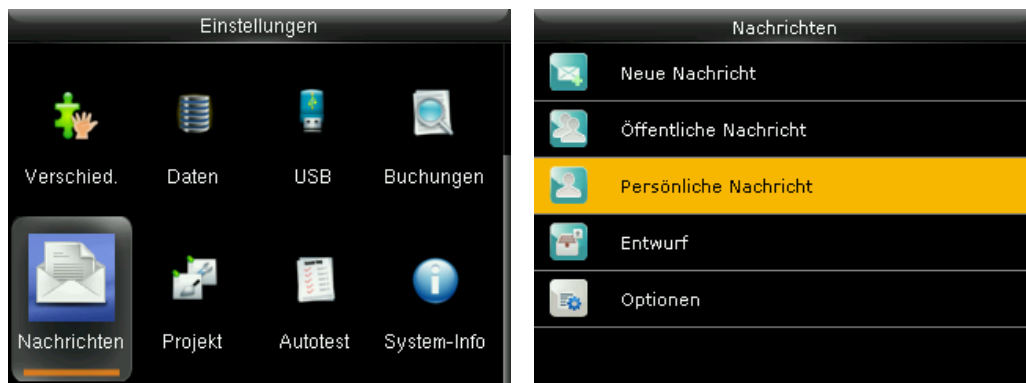 Einstellungen
Verschied. Daten USB Buchungen
Nachrichten Projekt Autotest System-Info
Nachrichten
Neue Nachricht
Öffentliche Nachricht
Persönliche Nachricht
Entwurf
Optionen